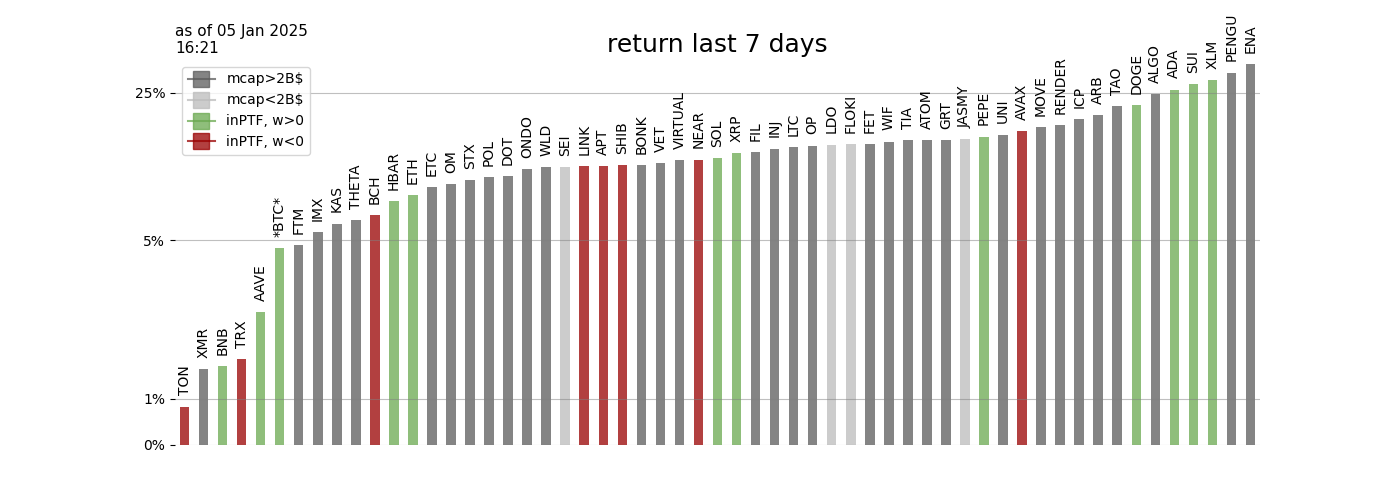 as of 05 Jan 2025
16:21
return last 7 days
mcap>2B$
mcap<2B$
inPTF, w>0
inPTF, w<0
25%
5%
1%
0%
TON
XMR
BNB
TRX
AAVE
*BTC*
FTM
IMX
KAS
THETA
BCH
HBAR
ETH
ETC
OM
STX
POL
DOT
ONDO
WLD
SEI
LINK
APT
SHIB
BONK
VET
VIRTUAL
NEAR
SOL
XRP
FIL
INJ
LTC
OP
LDO
FLOKI
FET
WIF
TIA
ATOM
GRT
JASMY
PEPE
UNI
AVAX
MOVE
RENDER
ICP
ARB
TAO
DOGE
ALGO
ADA
SUI
XLM
PENGU
ENA